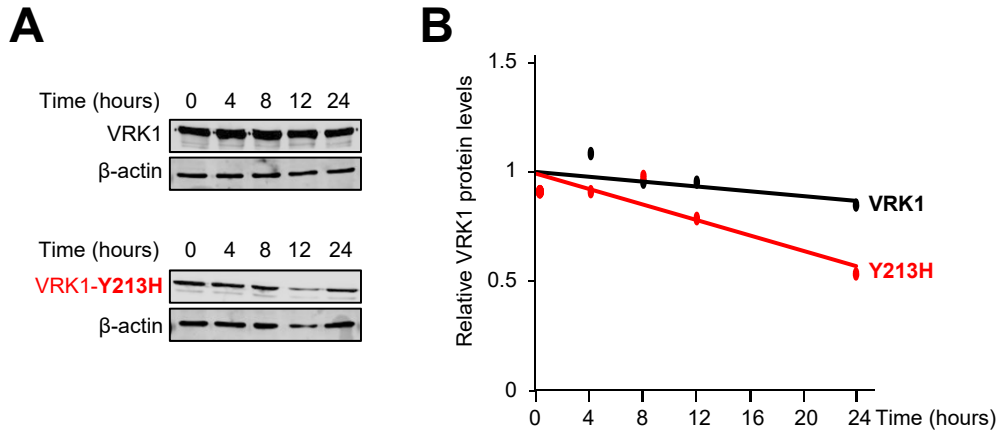 A
Time (hours) 0 4 8 12 24
VRK1
β-actin
Time (hours) 0 4 8 12 24
VRK1-Y213H
β-actin
B
Relative VRK1 protein levels
1.5
1
0.5
0
VRK1
Y213H
0 4 8 12 16 20 24 Time (hours)